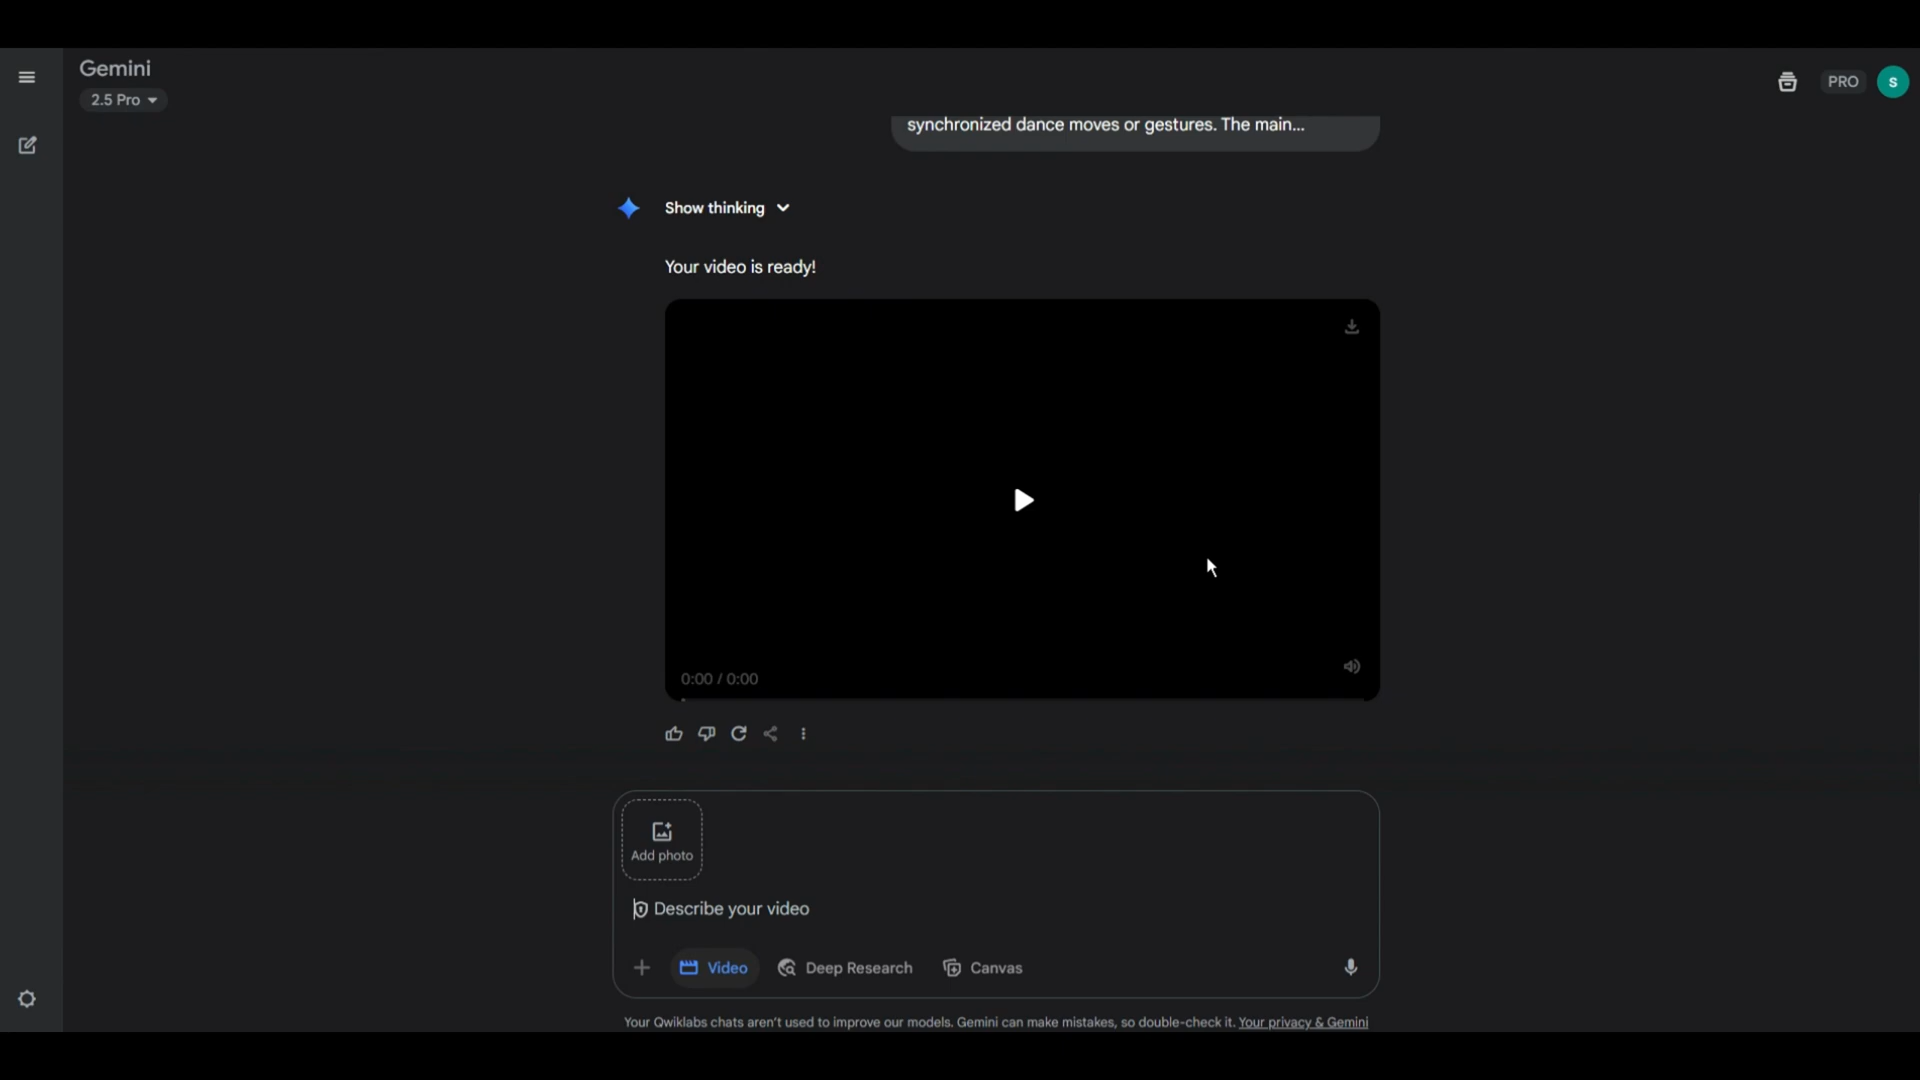 Gemini
2.5 Pro
PRO
S
synchronized dance moves or gestures. The main...
Show thinking
Your video is ready!
0:00 / 0:00
Add photo
Describe your video
Video
Deep Research
Canvas
Your Qwiklabs chats aren't used to improve our models. Gemini can make mistakes, so double-check it. Your privacy & Gemini